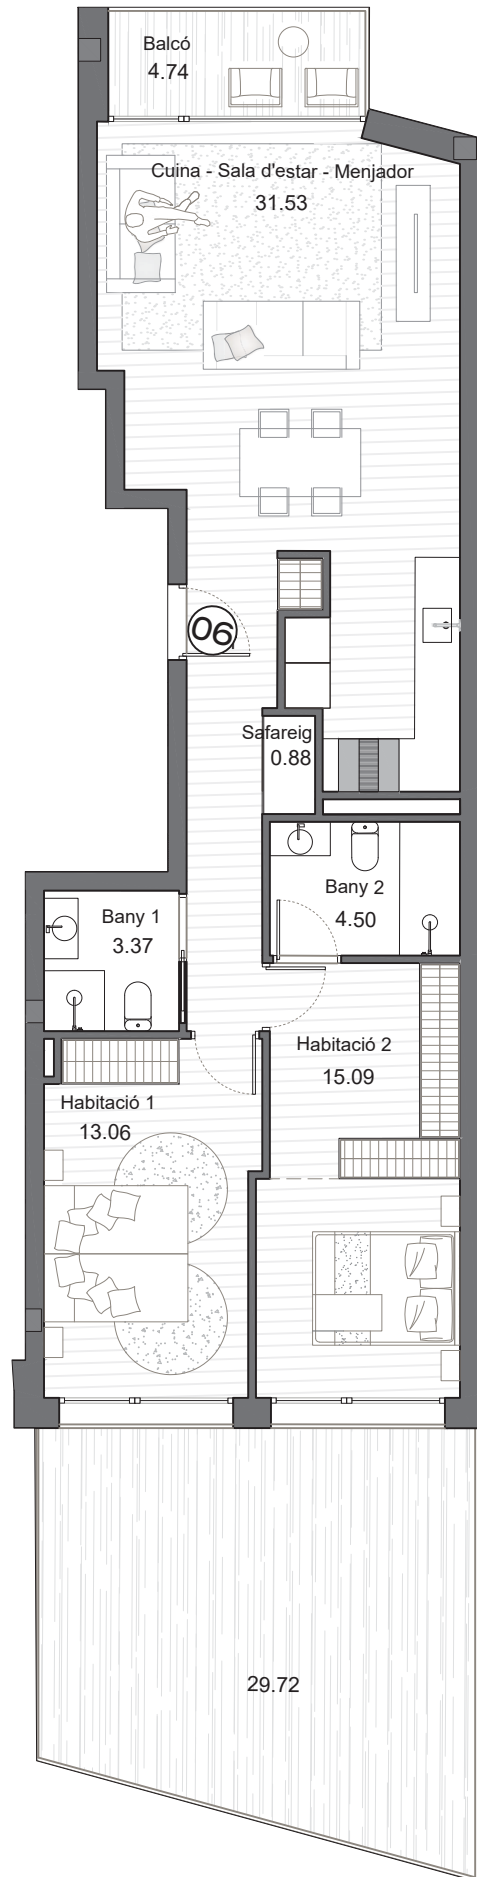 Balcó
4.74
Cuina - Sala d'estar - Menjador
31.53
06
Safareig
0.88
Bany 2
4.50
Bany 1
3.37
Habitació 2
15.09
Habitació 1
13.06
29.72